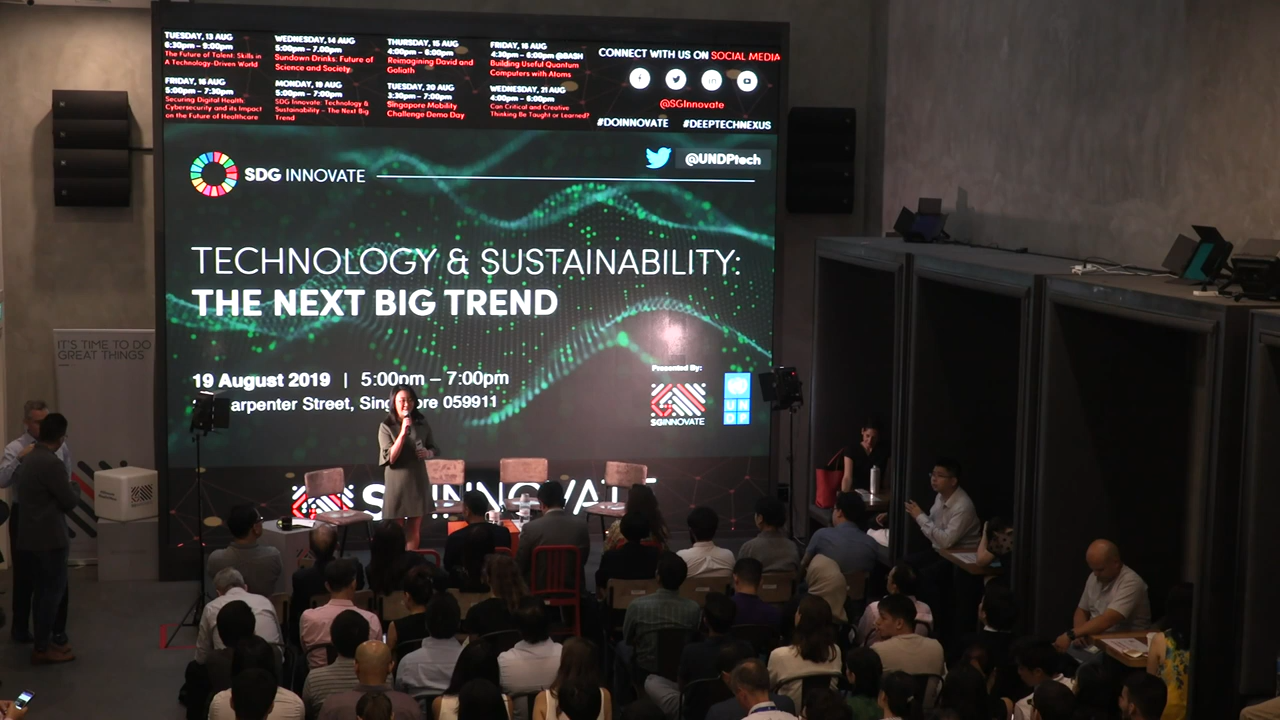 TUESDAY, 13 AUG
6:30pm - 9:00pm
The Future of Talent: Skills in
A Technology-Driven World
WEDNESDAY, 14 AUG
5:00pm - 7.00pm
Sundown Drinks: Future of
Science and Society
THURSDAY, 15 AUG
4:00pm - 6:00pm
Reimagining David and
Goliath
FRIDAY, 16 AUG
4:30pm - 6:00pm @BASH
Building Useful Quantum
Computers with Atoms
FRIDAY, 16 AUG
5:00pm - 7:30pm
Securing Digital Health:
Cybersecurity and its Impact
on the Future of Healthcare
MONDAY, 19 AUG
5:00pm - 7:00pm
SDG Innovate: Technology &
Sustainability - The Next Big
Trend
TUESDAY, 20 AUG
3:30pm - 7:00pm
Singapore Mobility
Challenge Demo Day
WEDNESDAY, 21 AUG
4:00pm - 6:00pm
Can Critical and Creative
Thinking Be Taught or Learned?
CONNECT WITH US ON SOCIAL MEDIA
@SGInnovate
#DOINNOVATE #DEEPTECHNEXUS
SDG INNOVATE
@UNDPtech
TECHNOLOGY & SUSTAINABILITY:
THE NEXT BIG TREND
19 August 2019 | 5:00pm – 7:00pm
arpenter Street, Sing pore 059911
Presented By:
SGINNOVATE
U N
D P
IT'S TIME TO DO
GREAT THINGS